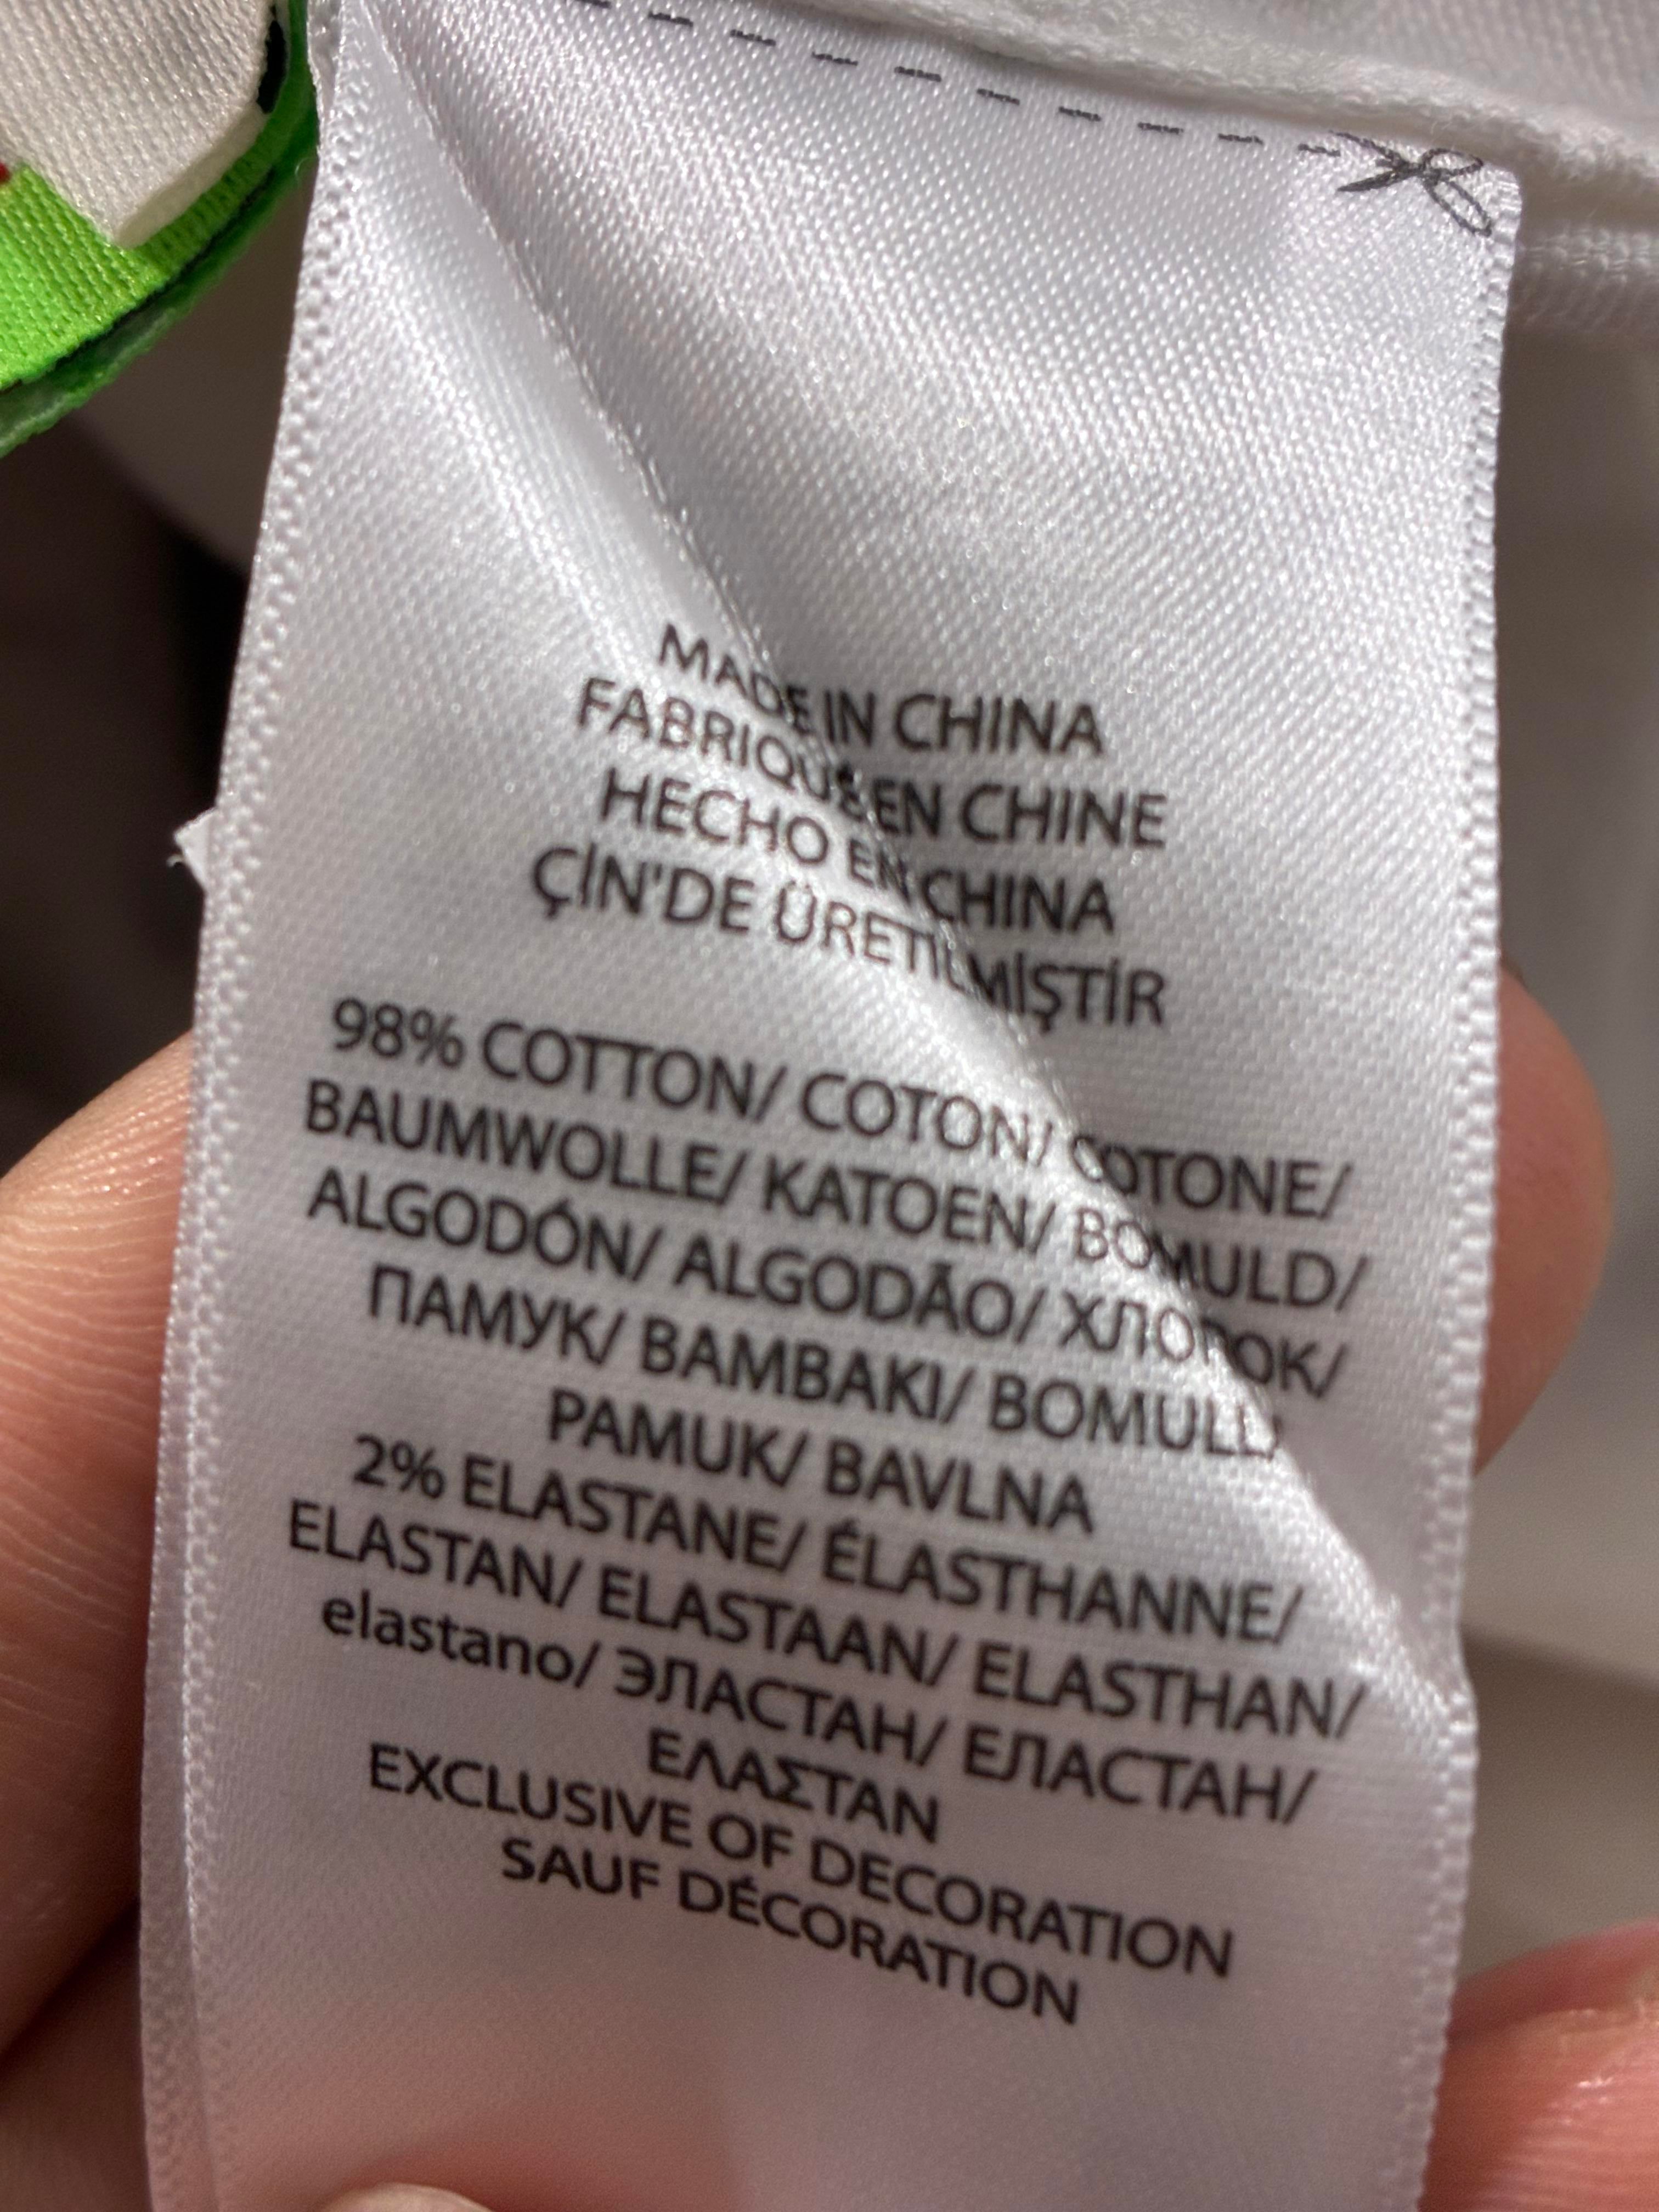 MADE IN CHINA
FABRIQUÉ EN CHINE
HECHO EN CHINA
ÇİN'DE ÜRETİLMİŞTİR
98% COTTON/ COTON/ COTONE/
BAUMWOLLE/ KATOEN/ BOMULD/
ALGODÓN/ ALGODÃO/ ХЛОПОК/
ПАМУК/ ΒΑΜΒΑΚΙ/ BOMULL/
PAMUK/ BAVLNA
2% ELASTANE/ ÉLASTHANNE/
ELASTAN/ ELASTAAN/ ELASTHAN/
elastano/ ЭЛАСТАН/ ЕЛАСТАН/
ΕΛΑΣΤΑΝ
EXCLUSIVE OF DECORATION
SAUF DÉCORATION